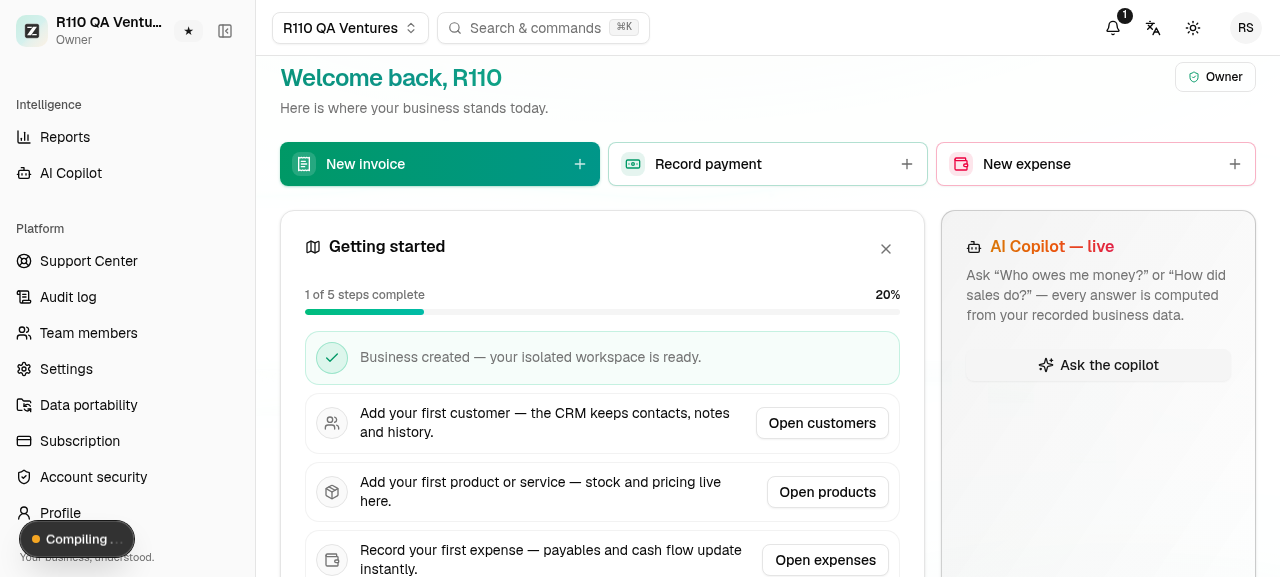 R110 QA Ventu...
Owner
Intelligence
Reports
AI Copilot
Platform
Support Center
Audit log
Team members
Settings
Data portability
Subscription
Account security
Profile
Compiling ...
Your business, understood.
R110 QA Ventures
Search & commands
⌘K
1
RS
Welcome back, R110
Owner
Here is where your business stands today.
New invoice
Record payment
New expense
Getting started
1 of 5 steps complete
20%
Business created — your isolated workspace is ready.
Add your first customer — the CRM keeps contacts, notes
and history.
Open customers
Add your first product or service — stock and pricing live
here.
Open products
Record your first expense — payables and cash flow update
instantly.
Open expenses
AI Copilot — live
Ask “Who owes me money?” or “How did
sales do?” — every answer is computed
from your recorded business data.
Ask the copilot